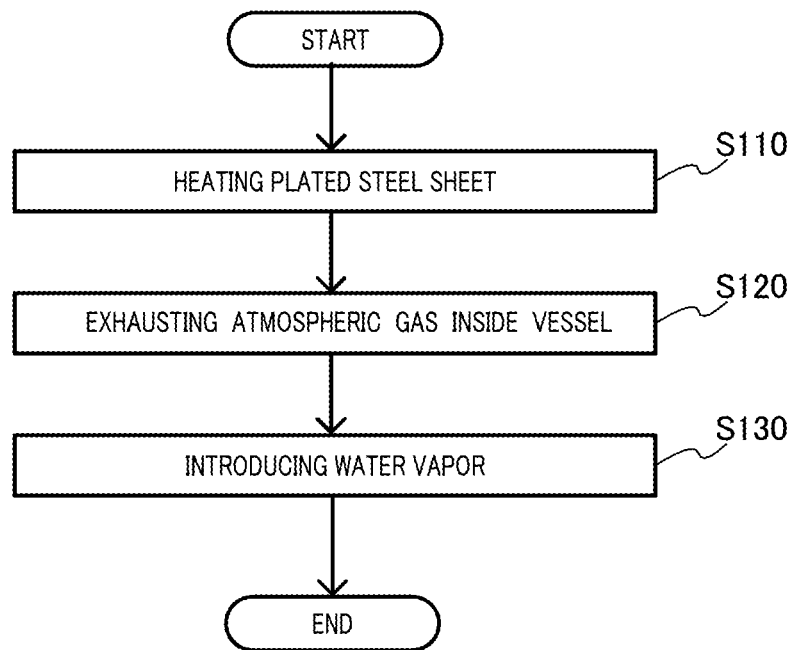 START
S110
HEATING PLATED STEEL SHEET
S120
EXHAUSTING ATMOSPHERIC GAS INSIDE VESSEL
S130
INTRODUCING WATER VAPOR
END